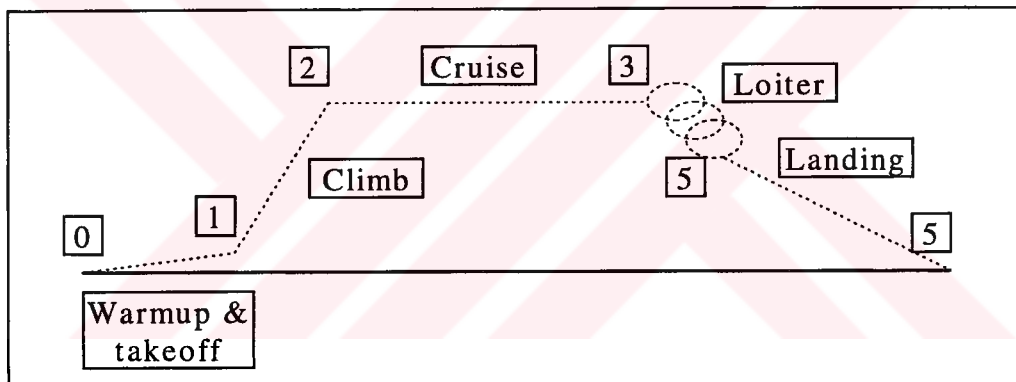 2
Cruise
3
Loiter
Climb
5
Landing
1
0
5
Warmup &
takeoff